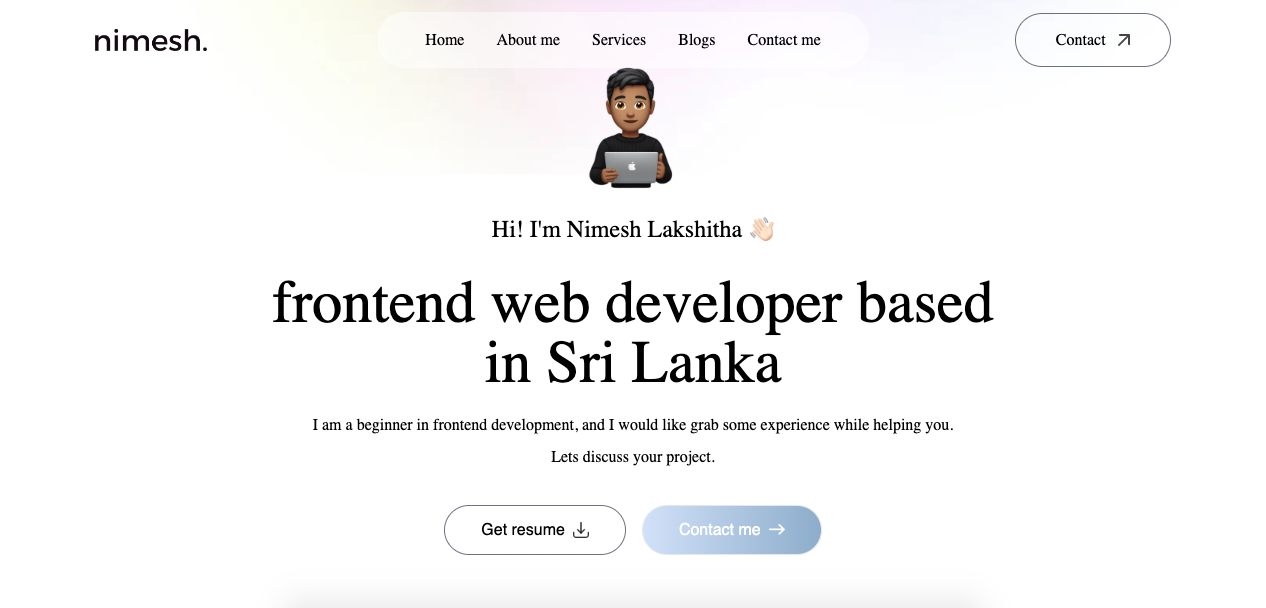 nimesh.
Home About me Services Blogs Contact me
Contact
Hi! I'm Nimesh Lakshitha 👋🏻
frontend web developer based
in Sri Lanka
I am a beginner in frontend development, and I would like grab some experience while helping you.
Lets discuss your project.
Get resume
Contact me